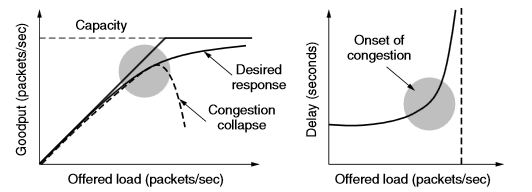 Capacity
Goodput (packets/sec)
Desired
response
Congestion
collapse
Offered load (packets/sec)
Delay (seconds)
Onset of
congestion
Offered load (packets/sec)